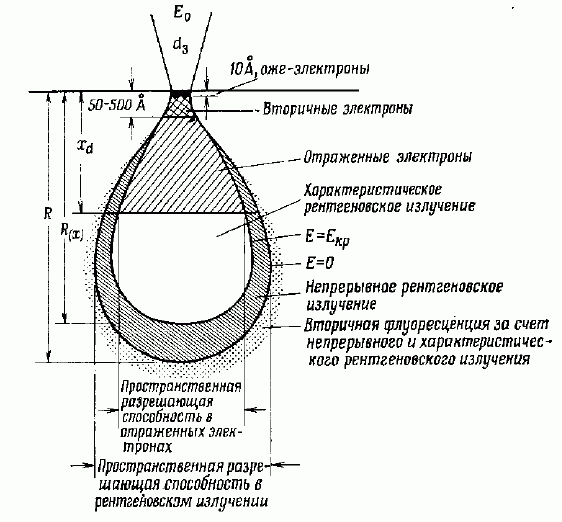 E₀
d₃
10 Å, оже-электроны
50-500 Å
Вторичные электроны
x_d
Отраженные электроны
Характеристическое
рентгеновское излучение
R
R(x)
E=Eкр
E=0
Непрерывное рентгеновское
излучение
Вторичная флуоресценция за счет
непрерывного и характеристичес-
кого рентгеновского излучения
Пространственная
разрешающая
способность в
отраженных элек-
тронах
Пространственная разре-
шающая способность в
рентгеновском излучении